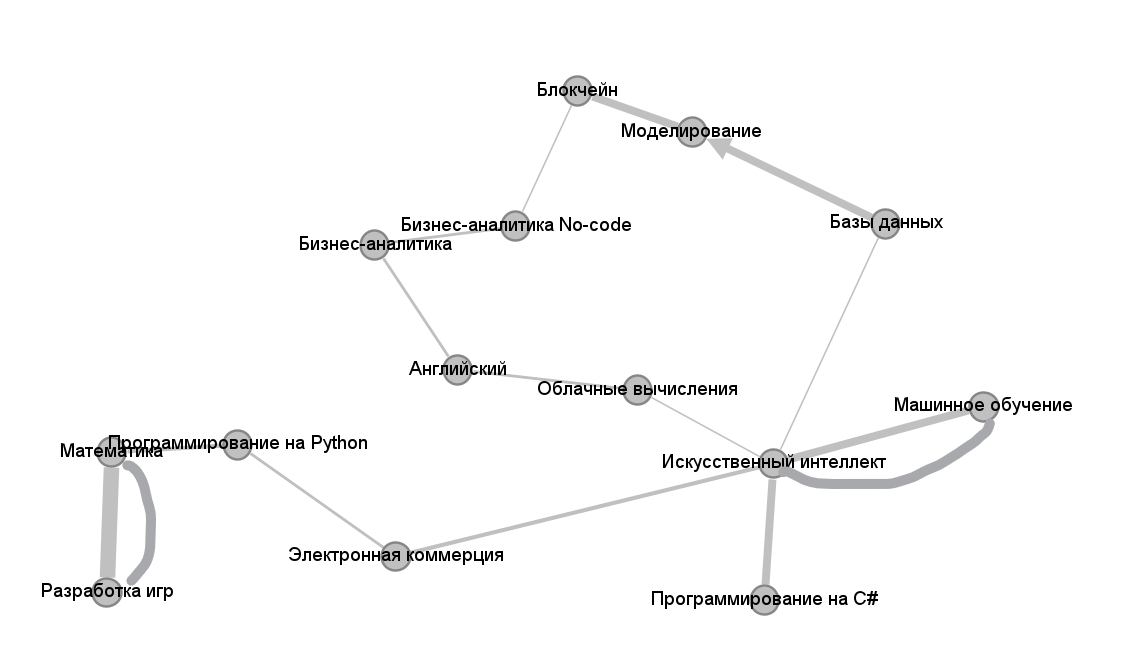 Блокчейн
Моделирование
Базы данных
Бизнес-аналитика No-code
Бизнес-аналитика
Английский
Облачные вычисления
Машинное обучение
Программирование на Python
Математика
Искусственный интеллект
Электронная коммерция
Разработка игр
Программирование на C#